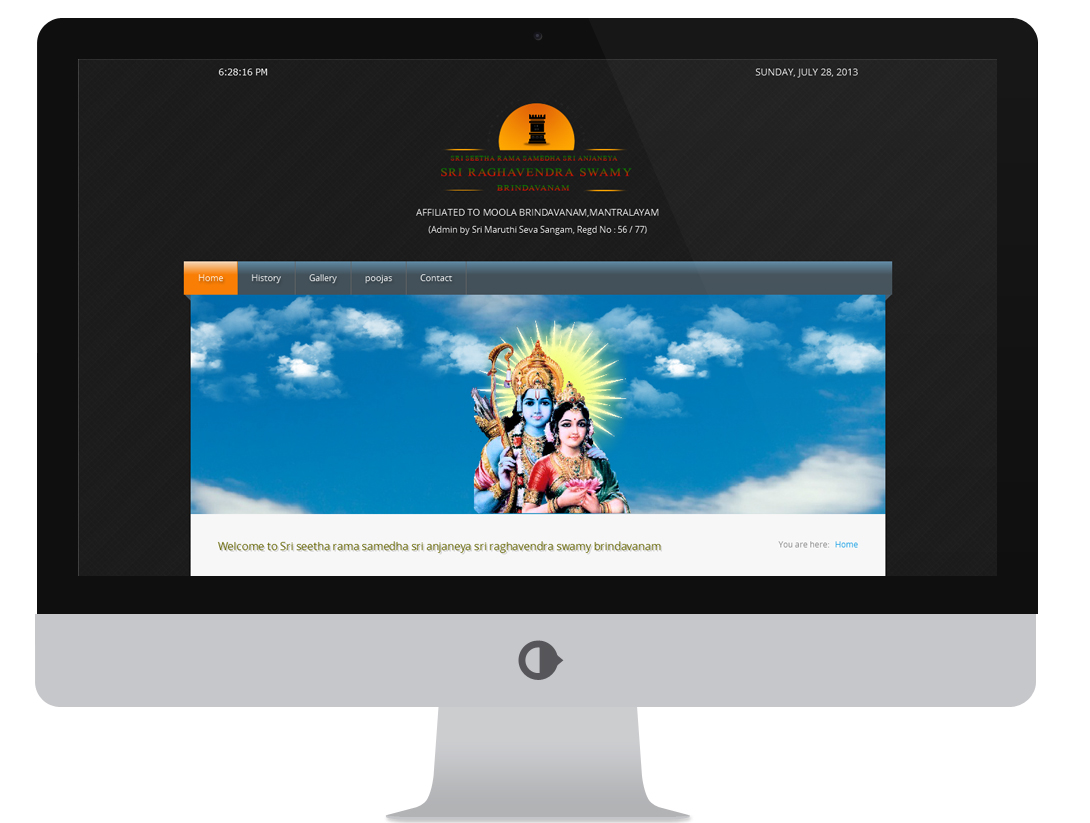 6:28:16 PM
SUNDAY, JULY 28, 2013
SRI SEETHA RAMA SAMEDHA SRI ANJANEYA
SRI RAGHAVENDRA SWAMY
BRINDAVANAM
AFFILIATED TO MOOLA BRINDAVANAM,MANTRALAYAM
(Admin by Sri Maruthi Seva Sangam, Regd No : 56 / 77)
Home History Gallery poojas Contact
Welcome to Sri seetha rama samedha sri anjaneya sri raghavendra swamy brindavanam
You are here: Home